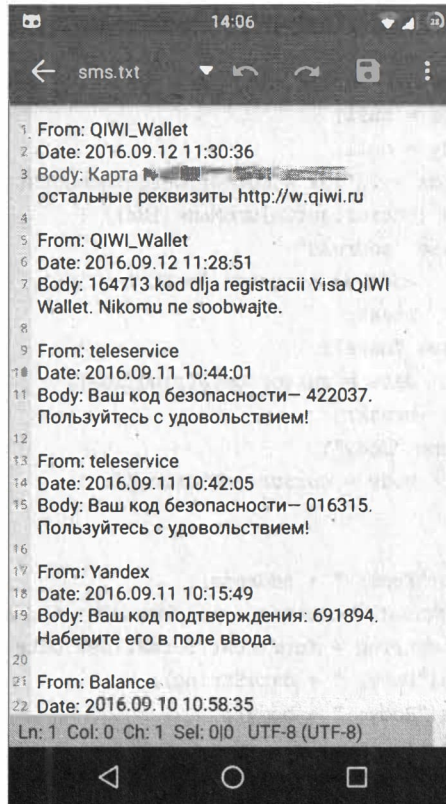 14:06
28
sms.txt
1 From: QIWI_Wallet
2 Date: 2016.09.12 11:30:36
3 Body: Карта
остальные реквизиты http://w.qiwi.ru
4
5 From: QIWI_Wallet
6 Date: 2016.09.12 11:28:51
7 Body: 164713 kod dlja registracii Visa QIWI
Wallet. Nikomu ne soobwajte.
8
9 From: teleservice
10 Date: 2016.09.11 10:44:01
11 Body: Ваш код безопасности— 422037.
Пользуйтесь с удовольствием!
12
13 From: teleservice
14 Date: 2016.09.11 10:42:05
15 Body: Ваш код безопасности— 016315.
Пользуйтесь с удовольствием!
16
17 From: Yandex
18 Date: 2016.09.11 10:15:49
19 Body: Ваш код подтверждения: 691894.
Наберите его в поле ввода.
20
21 From: Balance
22 Date: 2016.09.10 10:58:35
Ln: 1 Col: 0 Ch: 1 Sel: 0|0 UTF-8 (UTF-8)